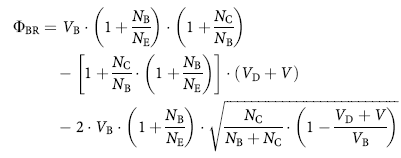 Φ_BR = V_B · (1 + N_B/N_E) · (1 + N_C/N_B)
− [1 + N_C/N_B · (1 + N_B/N_E)] · (V_D + V)
− 2 · V_B · (1 + N_B/N_E) · √(N_C/(N_B + N_C) · (1 − (V_D + V)/V_B))